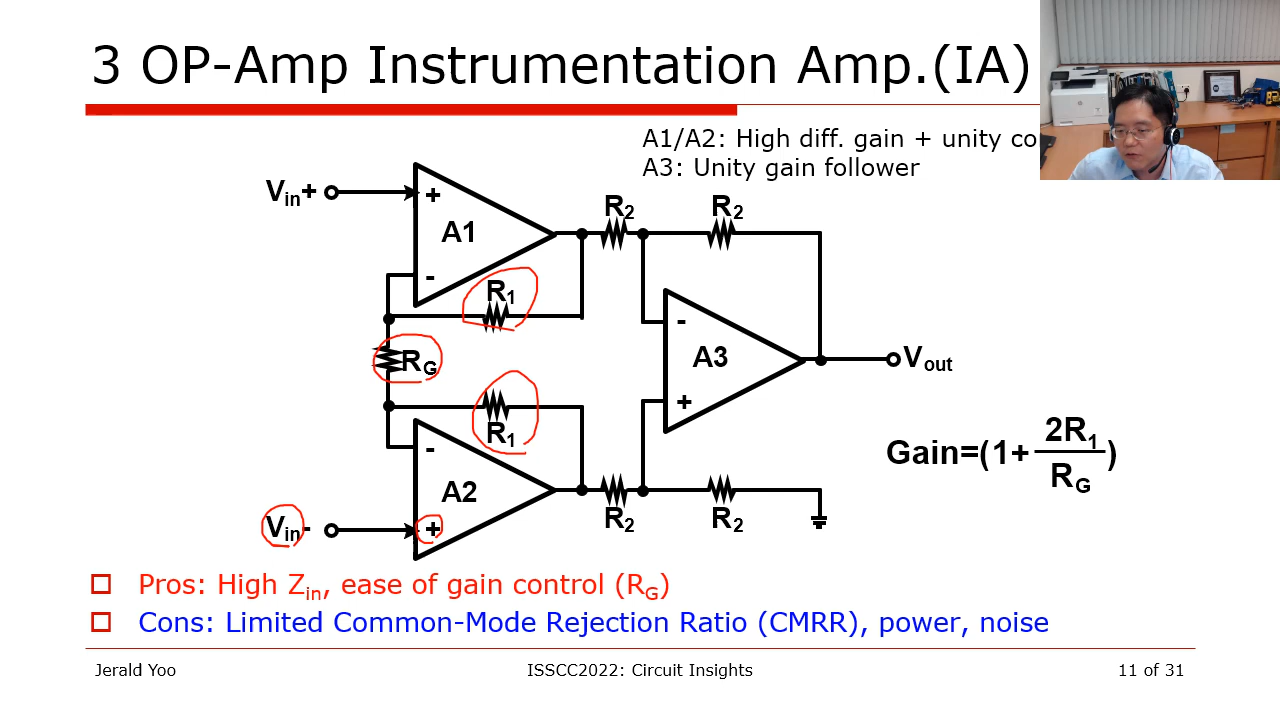 3 OP-Amp Instrumentation Amp.(IA)
A1/A2: High diff. gain + unity co
A3: Unity gain follower
Vin+
+
A1
-
R1
R2
R2
RG
-
A3
+
Vout
R1
-
A2
+
Vin-
R2
R2
Gain=(1+ 2R1/RG)
Pros: High Zin, ease of gain control (RG)
Cons: Limited Common-Mode Rejection Ratio (CMRR), power, noise
Jerald Yoo
ISSCC2022: Circuit Insights
11 of 31